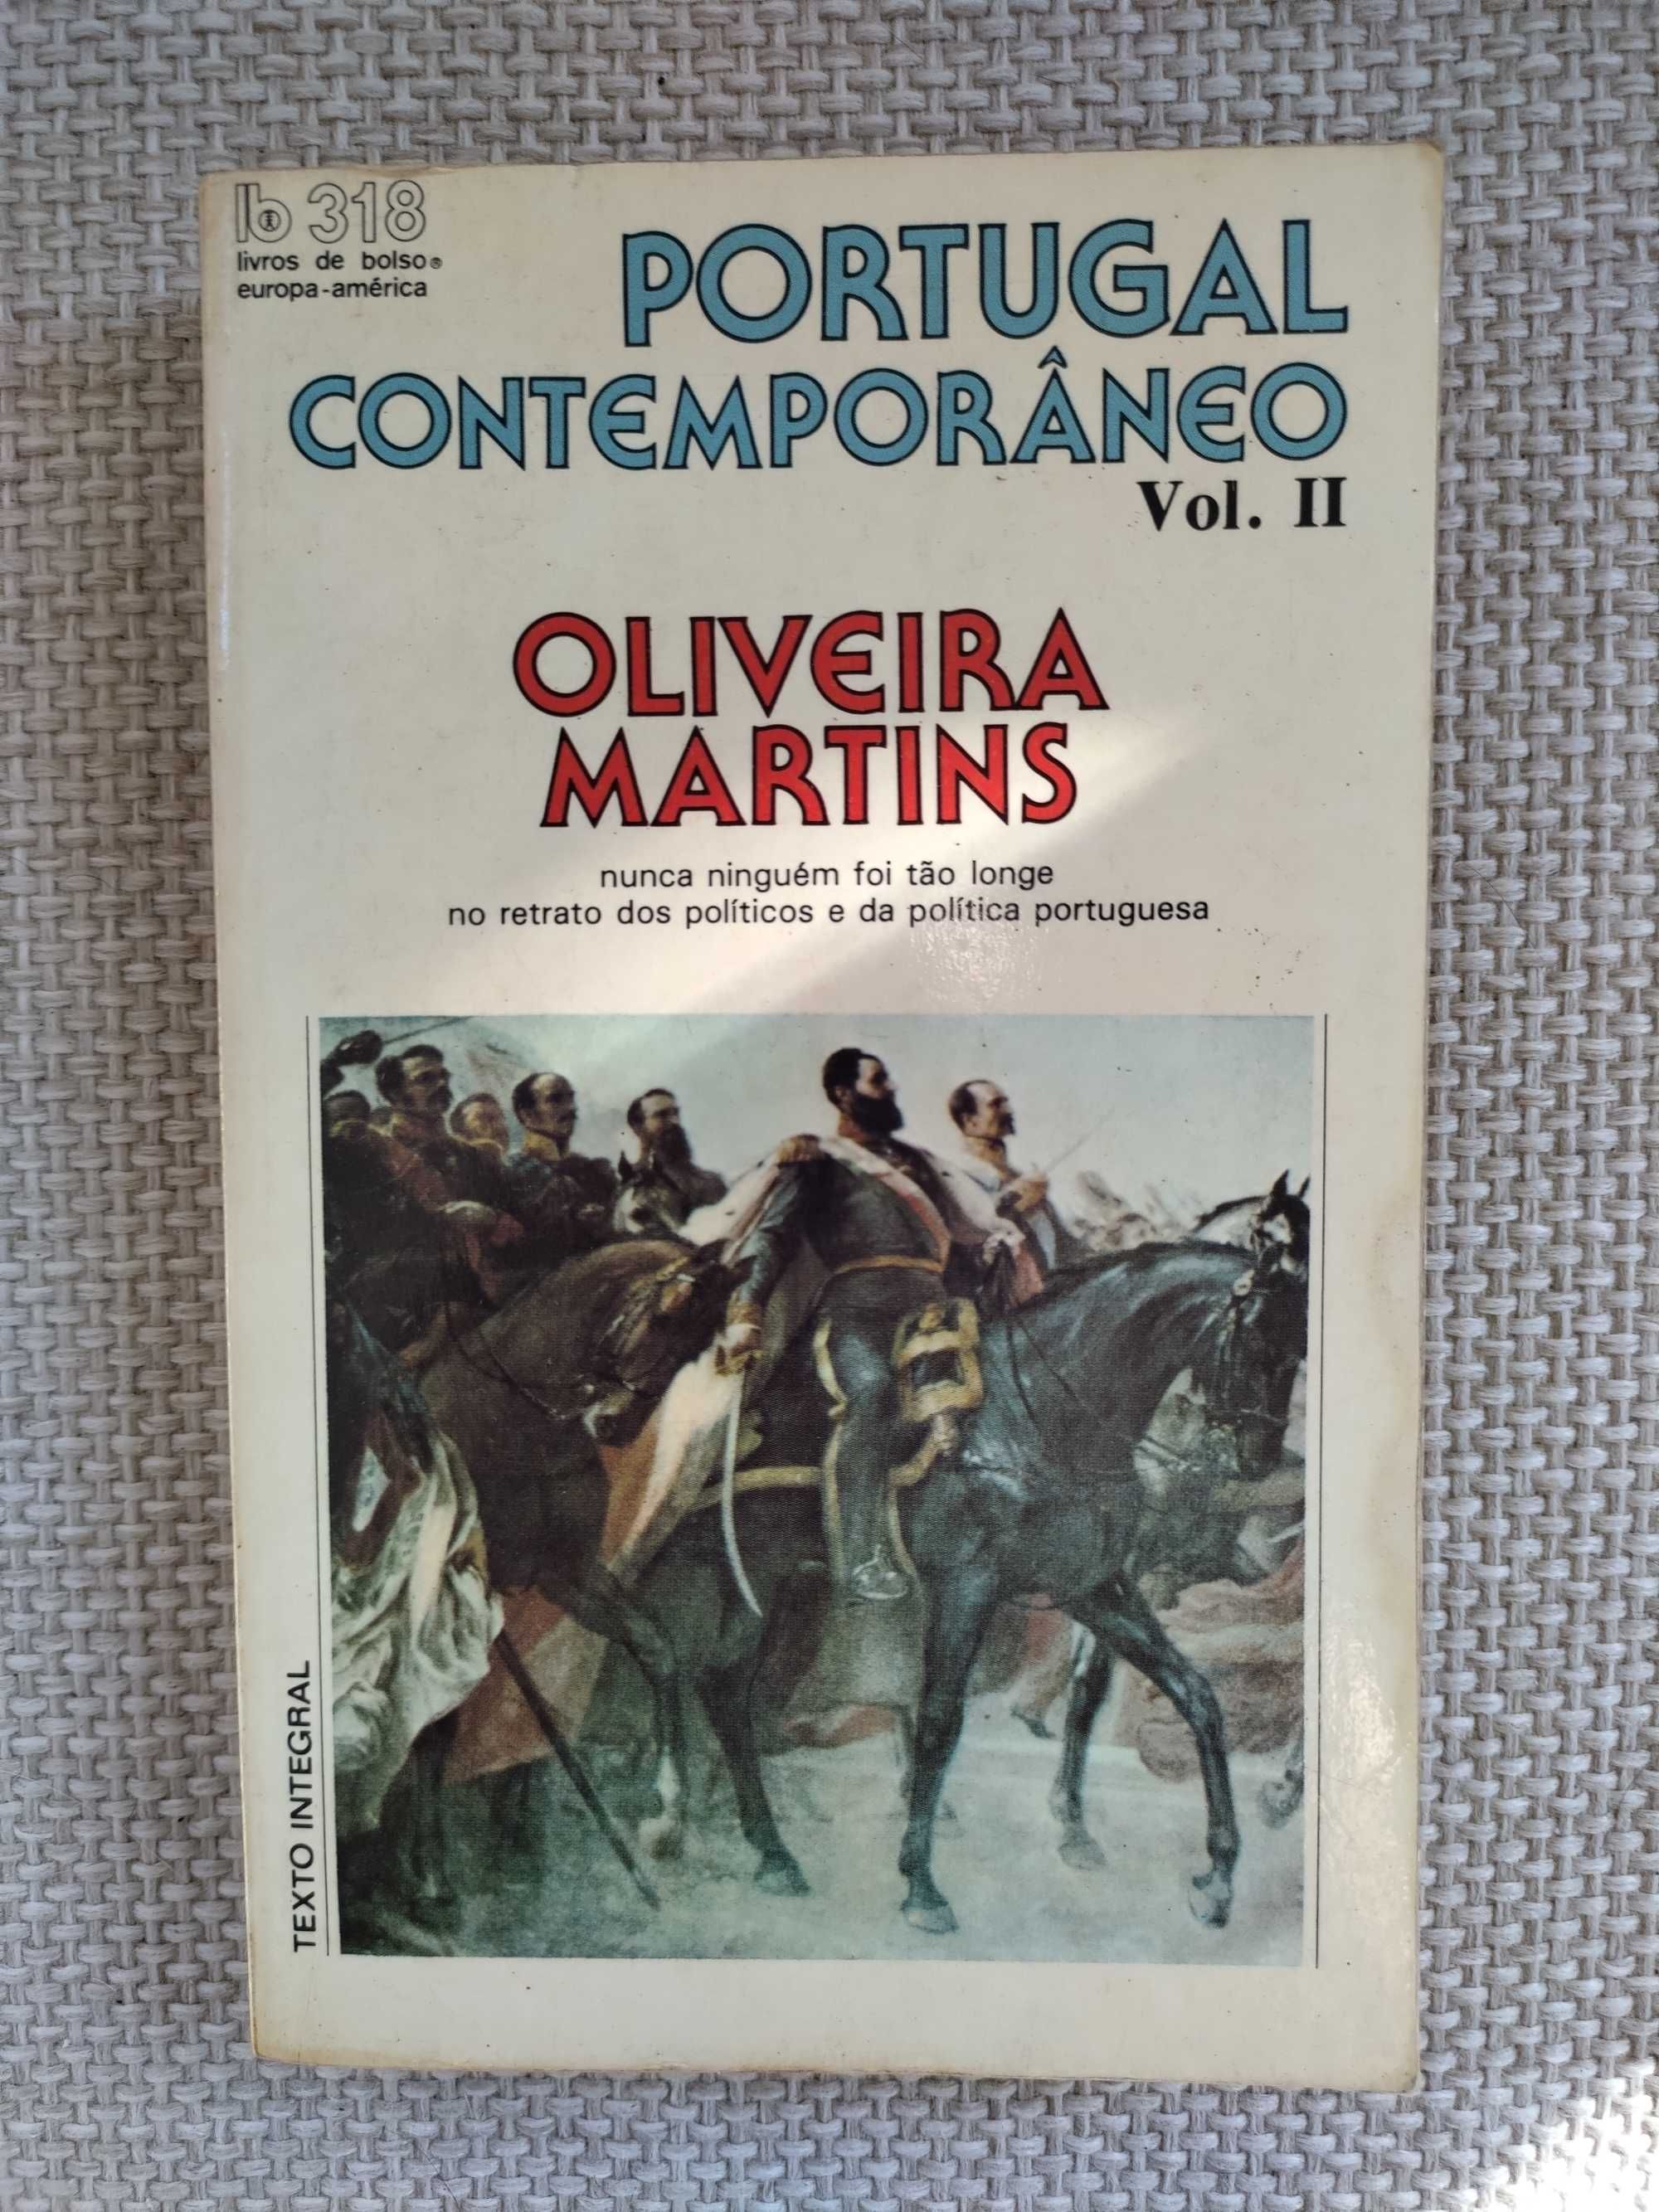 lb 318
livros de bolso®
europa-américa
PORTUGAL
CONTEMPORÂNEO
Vol. II
OLIVEIRA
MARTINS
nunca ninguém foi tão longe
no retrato dos políticos e da política portuguesa
TEXTO INTEGRAL